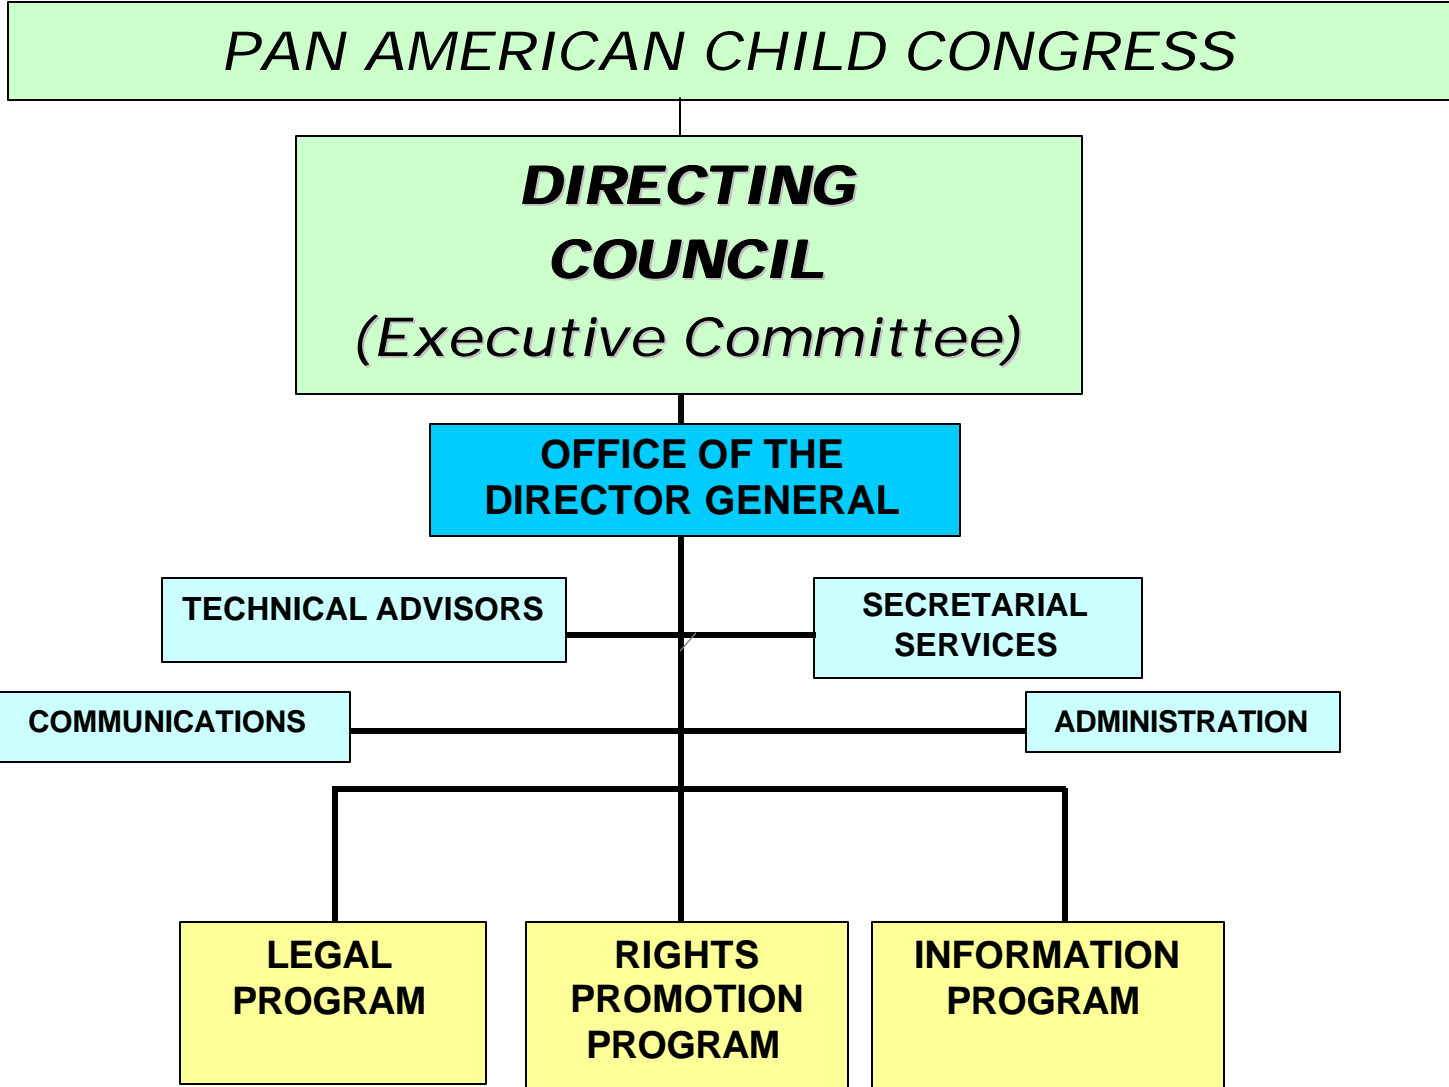 PAN AMERICAN CHILD CONGRESS
DIRECTING
COUNCIL
(Executive Committee)
OFFICE OF THE
DIRECTOR GENERAL
TECHNICAL ADVISORS
SECRETARIAL
SERVICES
COMMUNICATIONS
ADMINISTRATION
LEGAL
PROGRAM
RIGHTS
PROMOTION
PROGRAM
INFORMATION
PROGRAM